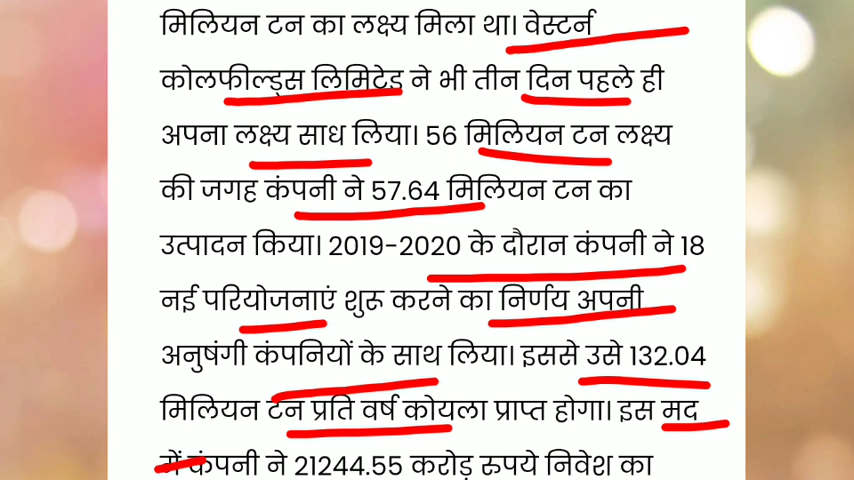 मिलियन टन का लक्ष्य मिला था। वेस्टर्न
कोलफील्ड्स लिमिटेड ने भी तीन दिन पहले ही
अपना लक्ष्य साध लिया। 56 मिलियन टन लक्ष्य
की जगह कंपनी ने 57.64 मिलियन टन का
उत्पादन किया। 2019-2020 के दौरान कंपनी ने 18
नई परियोजनाएं शुरू करने का निर्णय अपनी
अनुषंगी कंपनियों के साथ लिया। इससे उसे 132.04
मिलियन टन प्रति वर्ष कोयला प्राप्त होगा। इस मद
में कंपनी ने 21244.55 करोड़ रुपये निवेश का